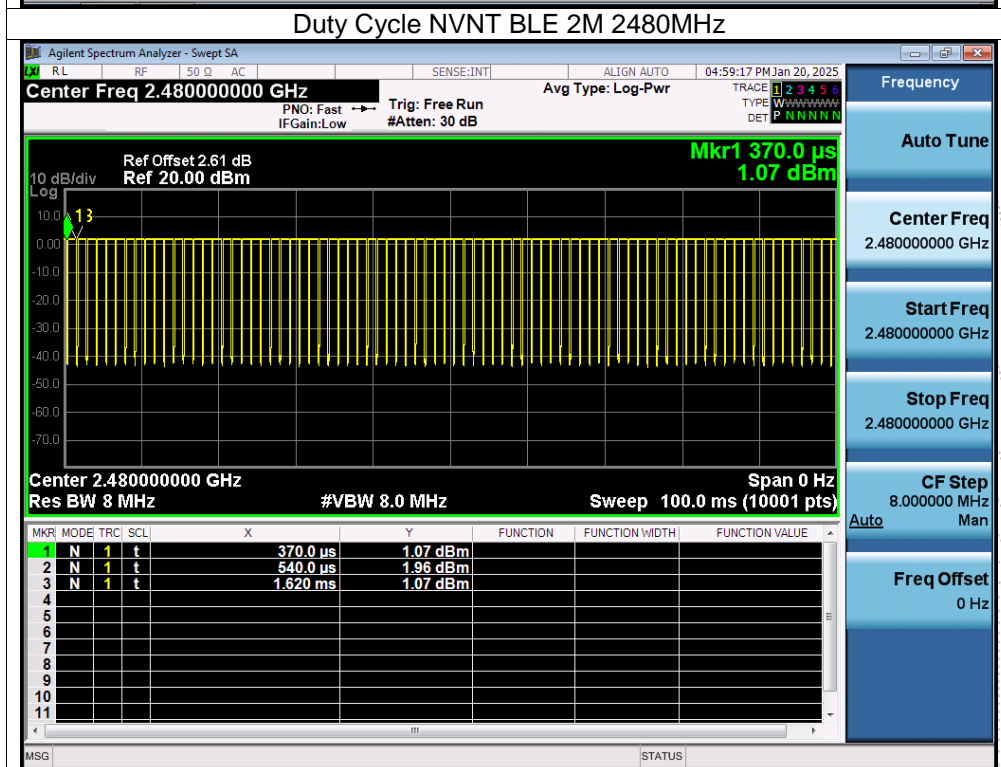 Duty Cycle NVNT BLE 2M 2480MHz
Agilent Spectrum Analyzer - Swept SA
LXI RL RF 50 Ω AC SENSE:INT ALIGN AUTO 04:59:17 PM Jan 20, 2025
Center Freq 2.480000000 GHz
PNO: Fast
IFGain:Low
Trig: Free Run
#Atten: 30 dB
Avg Type: Log-Pwr
TRACE 1 2 3 4 5 6
TYPE WWWWWW
DET P N N N N N
Mkr1 370.0 µs
1.07 dBm
Ref Offset 2.61 dB
10 dB/div Ref 20.00 dBm
Log
10.0
0.00
-10.0
-20.0
-30.0
-40.0
-50.0
-60.0
-70.0
1 3
Center 2.480000000 GHz Span 0 Hz
Res BW 8 MHz #VBW 8.0 MHz Sweep 100.0 ms (10001 pts)
MKR MODE TRC SCL X Y FUNCTION FUNCTION WIDTH FUNCTION VALUE
1 N 1 t 370.0 µs 1.07 dBm
2 N 1 t 540.0 µs 1.96 dBm
3 N 1 t 1.620 ms 1.07 dBm
4
5
6
7
8
9
10
11
MSG STATUS
Frequency
Auto Tune
Center Freq
2.480000000 GHz
Start Freq
2.480000000 GHz
Stop Freq
2.480000000 GHz
CF Step
8.000000 MHz
Auto Man
Freq Offset
0 Hz